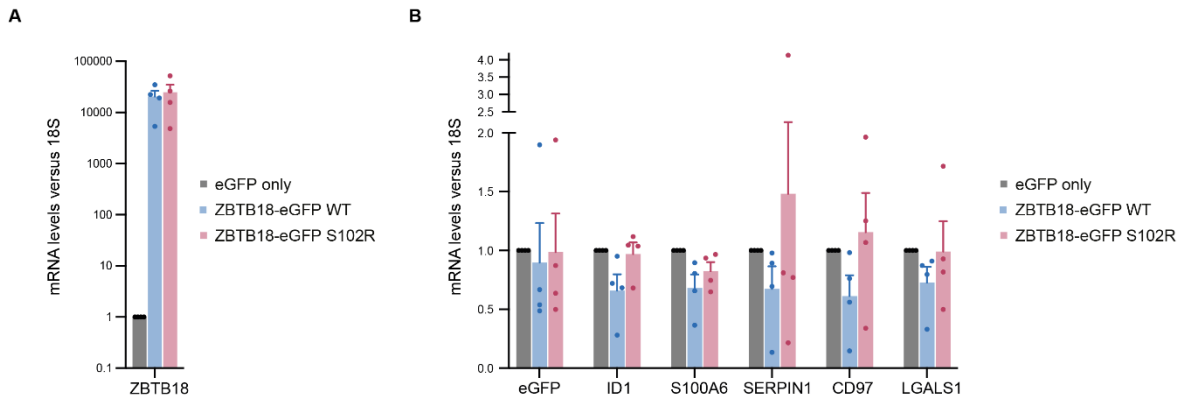 A
mRNA levels versus 18S
100000
10000
1000
100
10
1
0.1
ZBTB18
eGFP only
ZBTB18-eGFP WT
ZBTB18-eGFP S102R
B
mRNA levels versus 18S
4.0
3.5
3.0
2.5
2.0
1.5
1.0
0.5
0.0
eGFP
ID1
S100A6
SERPIN1
CD97
LGALS1
eGFP only
ZBTB18-eGFP WT
ZBTB18-eGFP S102R